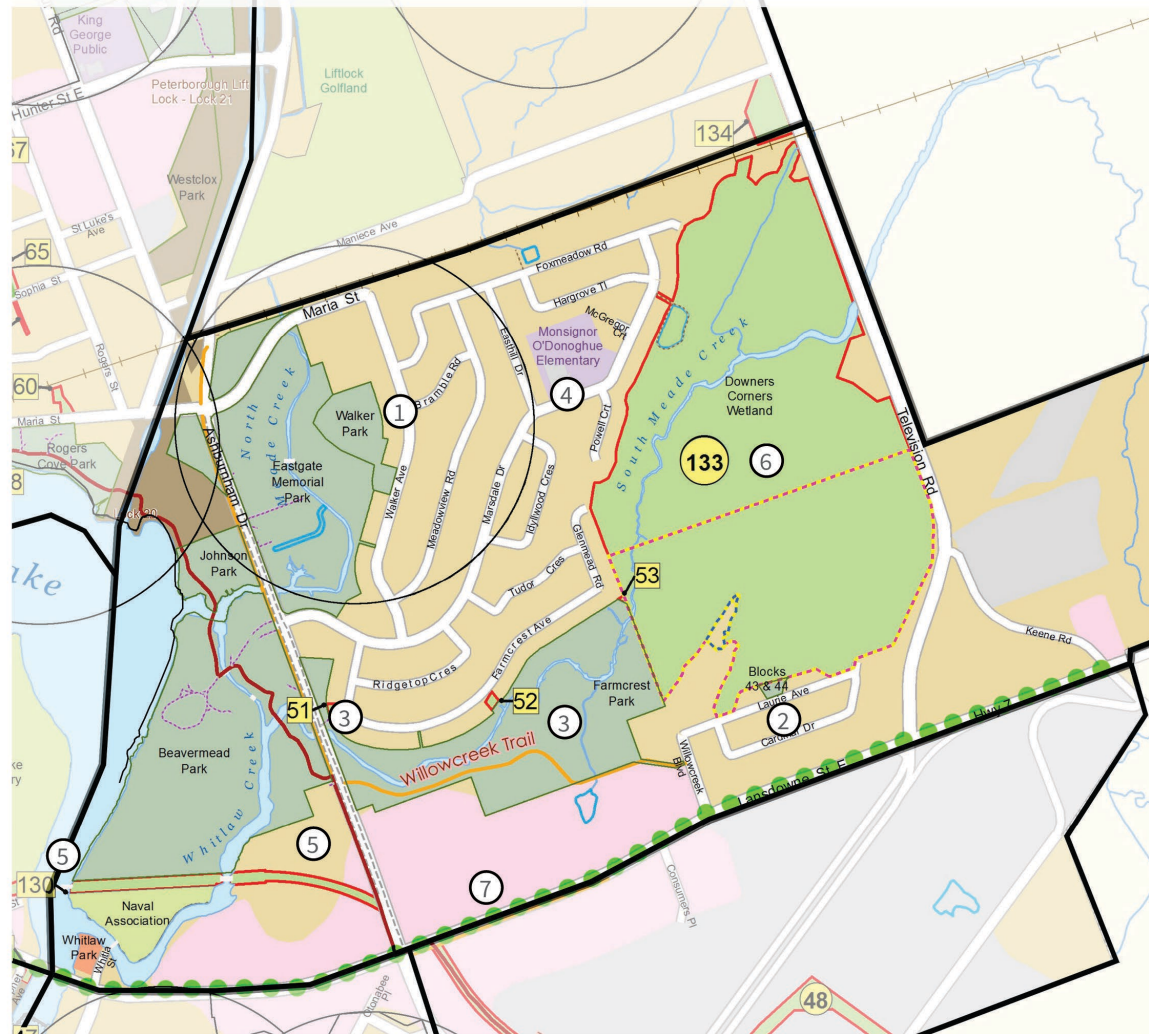 King
George
Public
Rd
Hunter St E
Peterborough Lift
Lock - Lock 21
Liftlock
Golfland
134
Westclox
Park
St Luke's
Ave
Maniece Ave
65
Sophia St
Rogers St
60
Maria St
Maria St
Foxmeadow Rd
Hargrove Tl
McGregor
Crt
Monsignor
O'Donoghue
Elementary
Easthill Dr
Bramble Rd
4
1
Walker
Park
North
Meade Creek
Eastgate
Memorial
Park
Ashburnham Dr
Rogers
Cove Park
8
Walker Ave
Meadowview Rd
Marsdale Dr
Idyllwood Cres
Powell Crt
South Meade Creek
Downers
Corners
Wetland
133
6
Television Rd
Johnson
Park
Glenmead Rd
Tudor Cres
53
Keene Rd
Farmcrest Ave
Ridgetop Cres
Farmcrest
Park
Blocks
43 & 44
Laurie Ave
2
51
3
52
3
Beavermead
Park
Willowcreek Trail
Willowcreek
Blvd
Hwy 7
Lansdowne St E
Whitlaw Creek
5
5
130
7
Consumers Pl
Naval
Association
Whitlaw
Park
Otonabee
Pl
48